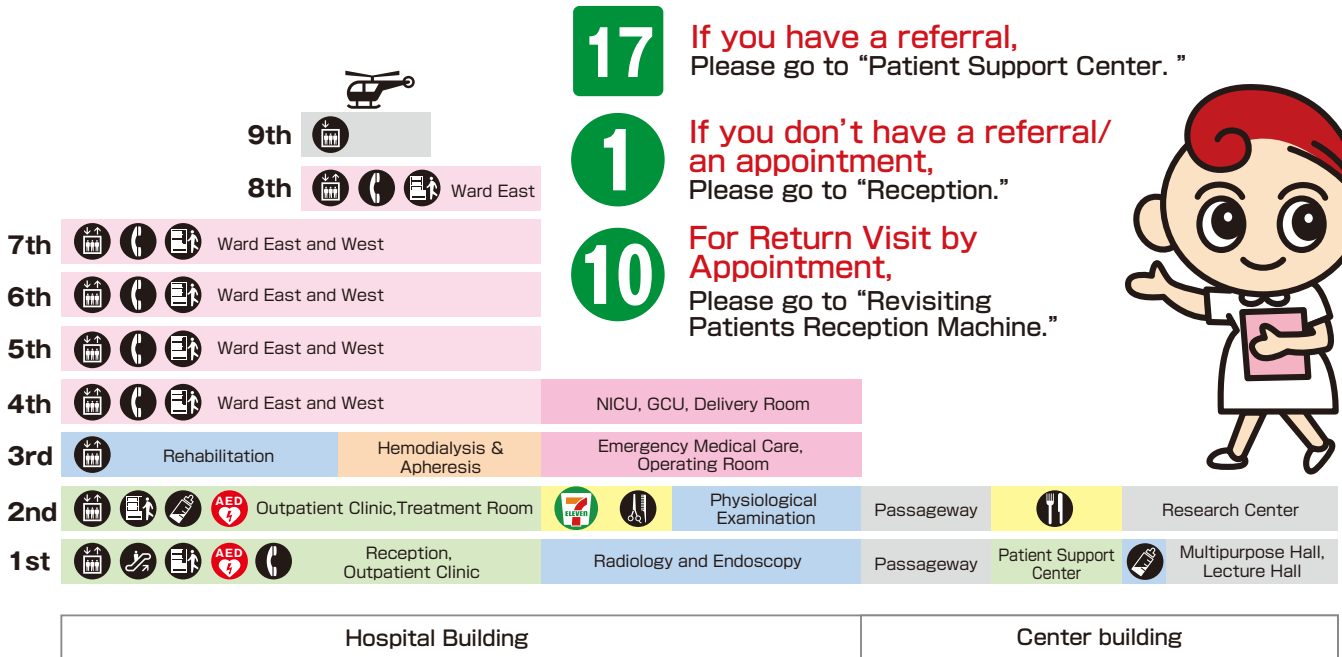 17
If you have a referral,
Please go to “Patient Support Center. ”
1
If you don’t have a referral/
an appointment,
Please go to “Reception.”
10
For Return Visit by
Appointment,
Please go to “Revisiting
Patients Reception Machine.”
9th
8th
Ward East
7th
Ward East and West
6th
Ward East and West
5th
Ward East and West
4th
Ward East and West
NICU, GCU, Delivery Room
3rd
Rehabilitation
Hemodialysis &
Apheresis
Emergency Medical Care,
Operating Room
2nd
AED
Outpatient Clinic,Treatment Room
7
ELEVEN
Physiological
Examination
Passageway
Research Center
1st
AED
Reception,
Outpatient Clinic
Radiology and Endoscopy
Passageway
Patient Support
Center
Multipurpose Hall,
Lecture Hall
Hospital Building
Center building